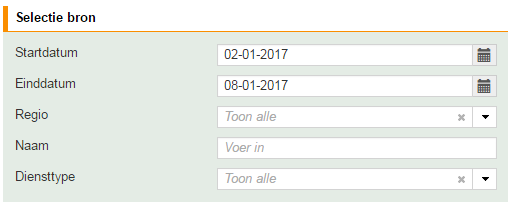 Selectie bron
Startdatum 02-01-2017
Einddatum 08-01-2017
Regio Toon alle
Naam Voer in
Diensttype Toon alle